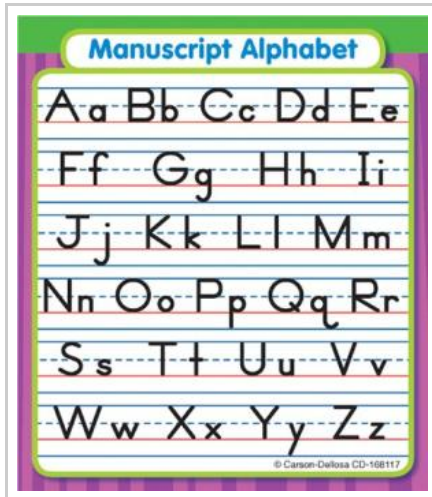 Manuscript Alphabet
Aa Bb Cc Dd Ee
Ff Gg Hh Ii
Jj Kk Ll Mm
Nn Oo Pp Qq Rr
Ss Tt Uu Vv
Ww Xx Yy Zz
© Carson-Dellosa CD-168117